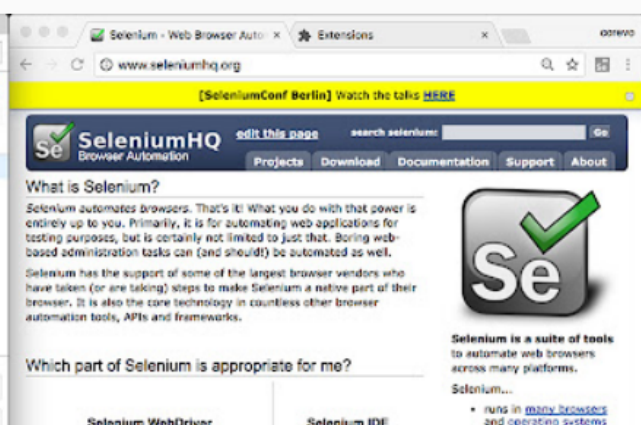 Selenium - Web Browser Auto
Extensions
www.seleniumhq.org
[SeleniumConf Berlin] Watch the talks HERE
Se
SeleniumHQ
Browser Automation
edit this page
search selenium:
Go
Projects Download Documentation Support About
What is Selenium?
Selenium automates browsers. That's it! What you do with that power is
entirely up to you. Primarily, it is for automating web applications for
testing purposes, but is certainly not limited to just that. Boring web-
based administration tasks can (and should!) be automated as well.
Selenium has the support of some of the largest browser vendors who
have taken (or are taking) steps to make Selenium a native part of their
browser. It is also the core technology in countless other browser
automation tools, APIs and frameworks.
Which part of Selenium is appropriate for me?
Selenium WebDriver
Selenium IDE
Se
Selenium is a suite of tools
to automate web browsers
across many platforms.
Selenium...
runs in many browsers
and operating systems